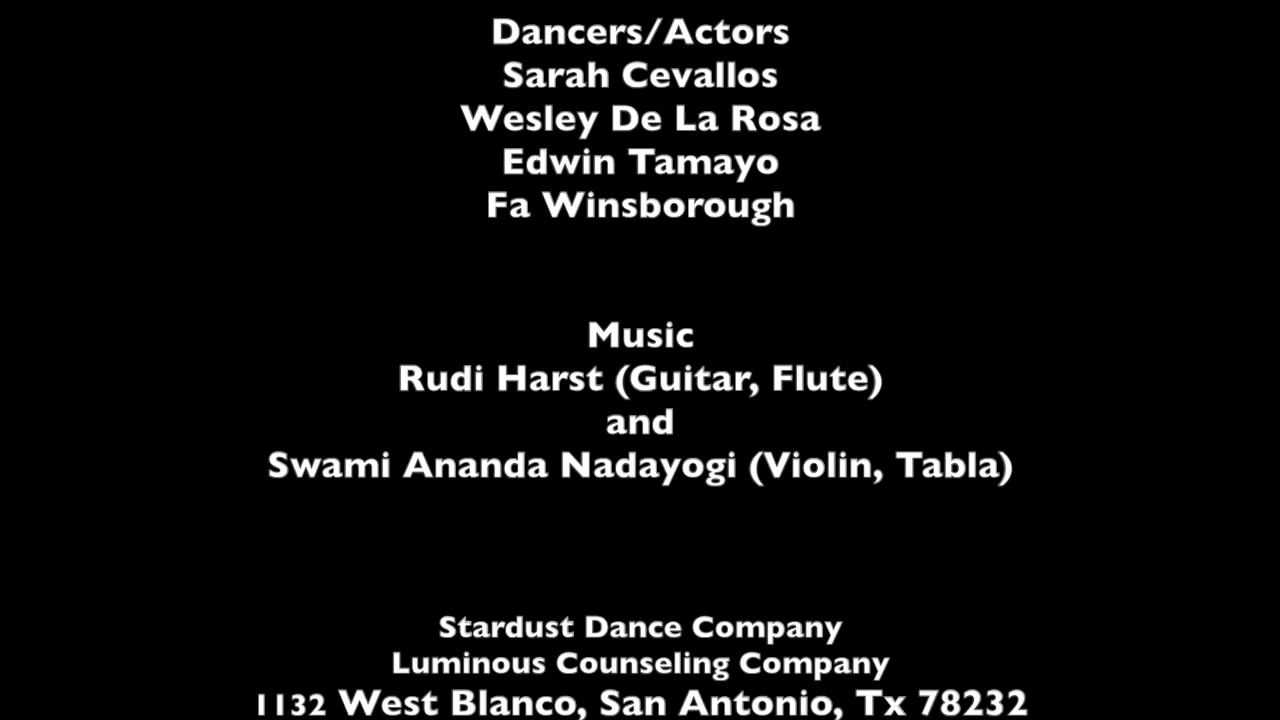 Dancers/Actors
Sarah Cevallos
Wesley De La Rosa
Edwin Tamayo
Fa Winsborough
Music
Rudi Harst (Guitar, Flute)
and
Swami Ananda Nadayogi (Violin, Tabla)
Stardust Dance Company
Luminous Counseling Company
1132 West Blanco, San Antonio, Tx 78232